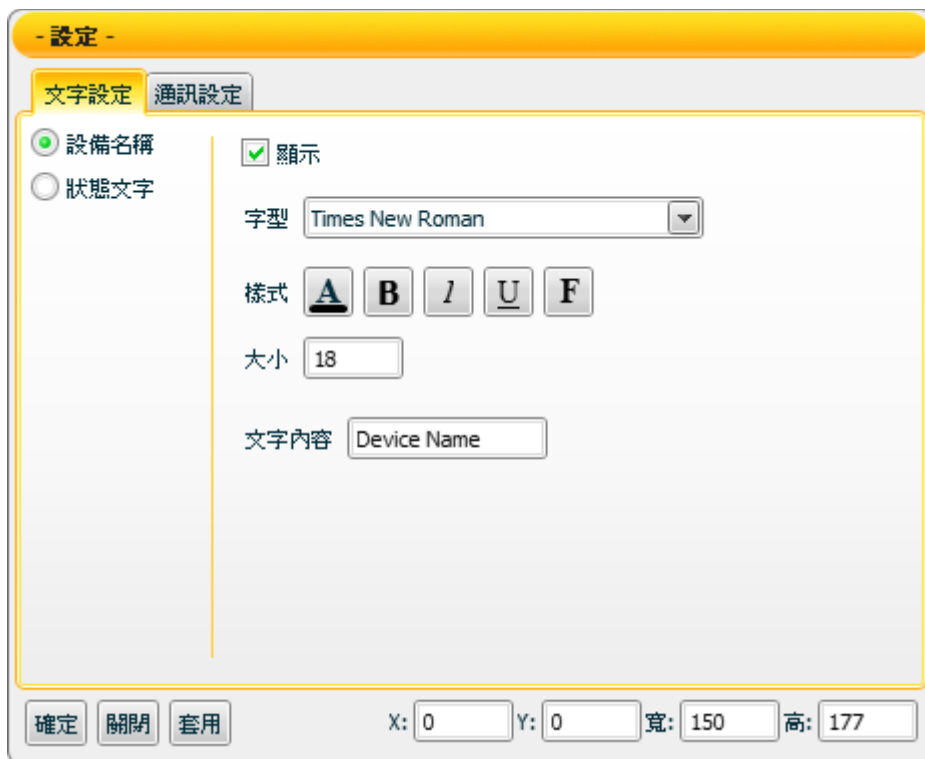 - 設定 -
文字設定 通訊設定
設備名稱
狀態文字
顯示
字型 Times New Roman
樣式 A B I U F
大小 18
文字內容 Device Name
確定 關閉 套用 X: 0 Y: 0 寬: 150 高: 177